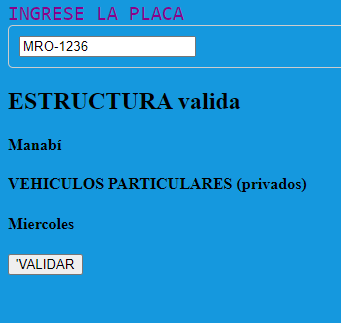 INGRESE LA PLACA
MRO-1236
ESTRUCTURA valida
Manabí
VEHICULOS PARTICULARES (privados)
Miercoles
'VALIDAR